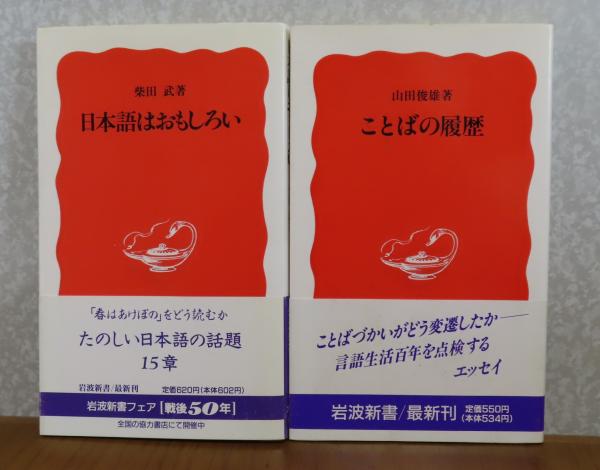 柴田 武著
日本語はおもしろい
「春はあけぼの」をどう読むか
たのしい日本語の話題
15章
岩波新書/最新刊
定価620円(本体602円)
岩波新書フェア[戦後50年]
全国の協力書店にて開催中
山田俊雄著
ことばの履歴
ことばづかいがどう変遷したか――
言語生活百年を点検する
エッセイ
岩波新書/最新刊
定価550円
(本体534円)